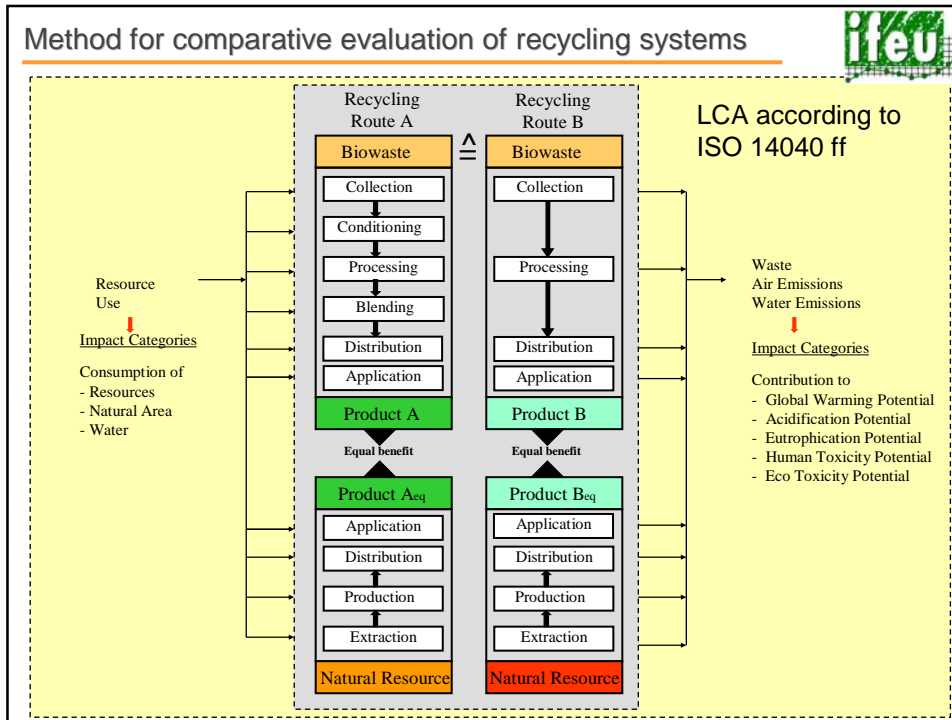 Method for comparative evaluation of recycling systems
ifeu
LCA according to
ISO 14040 ff
Resource
Use
Impact Categories
Consumption of
- Resources
- Natural Area
- Water
Recycling
Route A
Biowaste
Collection
Conditioning
Processing
Blending
Distribution
Application
Product A
Equal benefit
Product Aeq
Application
Distribution
Production
Extraction
Natural Resource
≙
Recycling
Route B
Biowaste
Collection
Processing
Distribution
Application
Product B
Equal benefit
Product Beq
Application
Distribution
Production
Extraction
Natural Resource
Waste
Air Emissions
Water Emissions
Impact Categories
Contribution to
- Global Warming Potential
- Acidification Potential
- Eutrophication Potential
- Human Toxicity Potential
- Eco Toxicity Potential